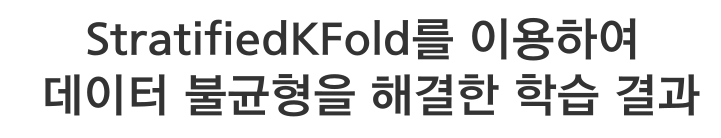 StratifiedKFold를 이용하여
데이터 불균형을 해결한 학습 결과